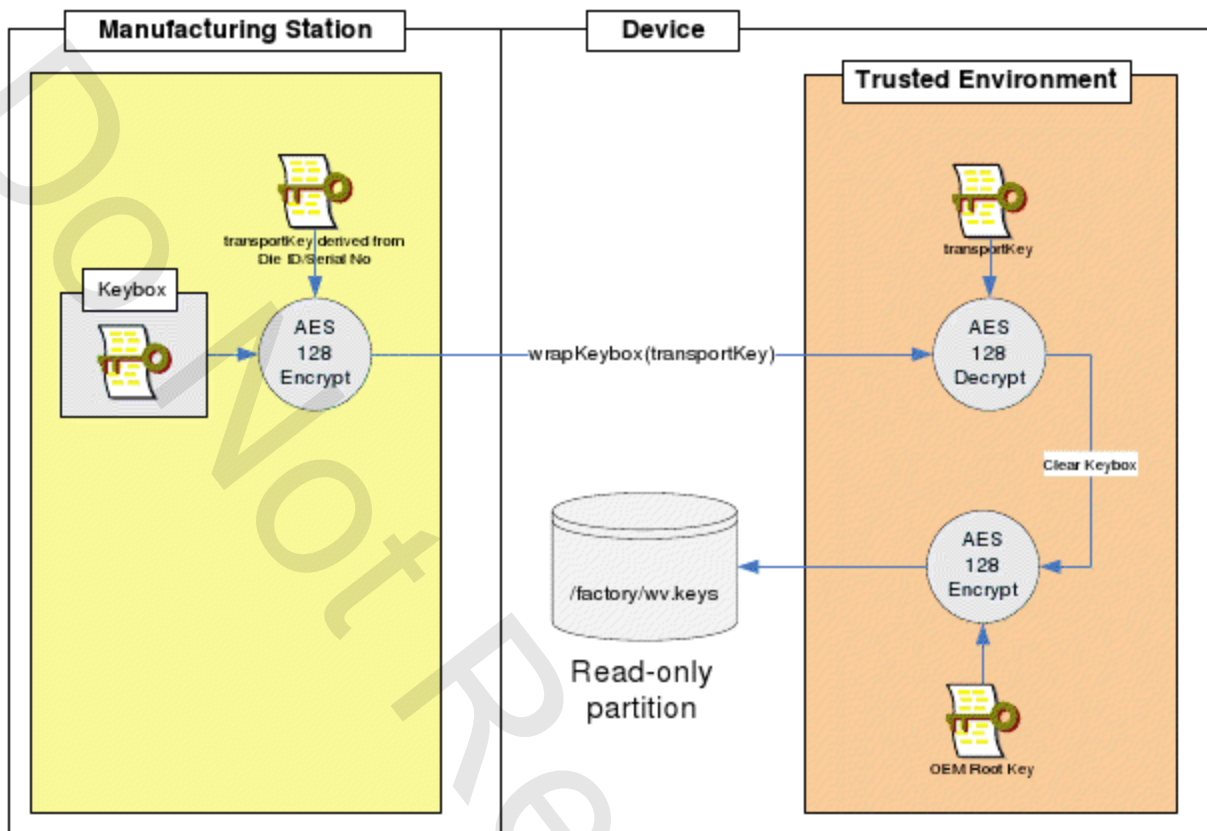 Manufacturing Station
Device
Trusted Environment
transportKey derived from
Die ID/Serial No
transportKey
Keybox
AES
128
Encrypt
wrapKeybox(transportKey)
AES
128
Decrypt
Clear Keybox
AES
128
Encrypt
/factory/wv.keys
Read-only
partition
OEM Root Key
Do Not Re